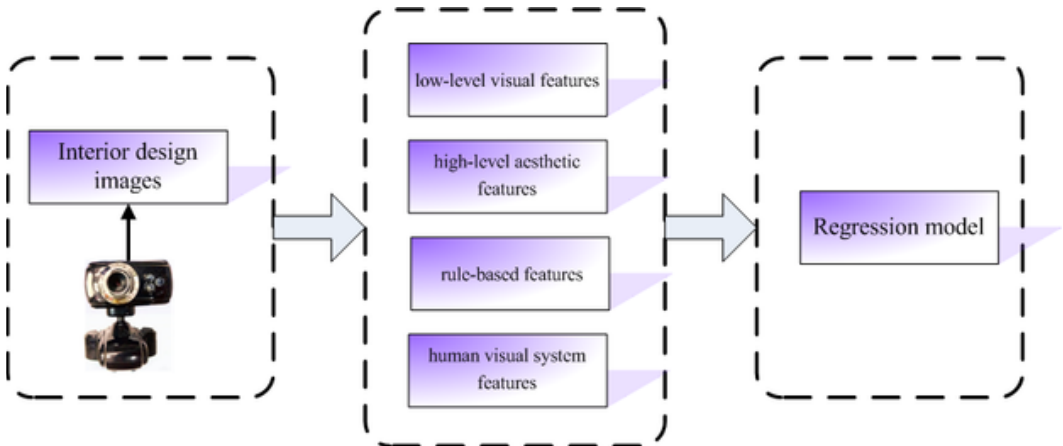 Interior design
images
low-level visual features
high-level aesthetic
features
rule-based features
human visual system
features
Regression model